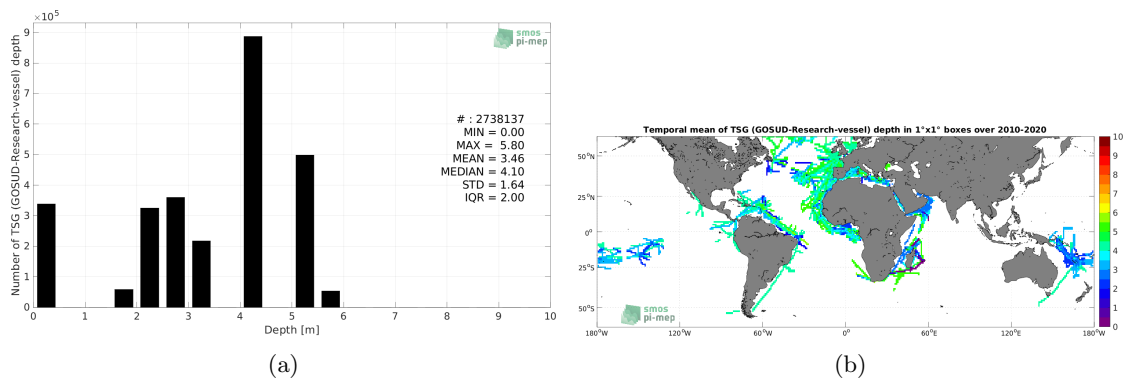 ×10⁵
9
8
7
6
5
4
3
2
1
0
Number of TSG (GOSUD-Research-vessel) depth
smos
pi-mep
# : 2738137
MIN = 0.00
MAX = 5.80
MEAN = 3.46
MEDIAN = 4.10
STD = 1.64
IQR = 2.00
0 1 2 3 4 5 6 7 8 9 10
Depth [m]
(a)
Temporal mean of TSG (GOSUD-Research-vessel) depth in 1°x1° boxes over 2010-2020
50°N
25°N
0°
25°S
50°S
smos
pi-mep
180°W 120°W 60°W 0° 60°E 120°E 180°W
10
9
8
7
6
5
4
3
2
1
0
(b)